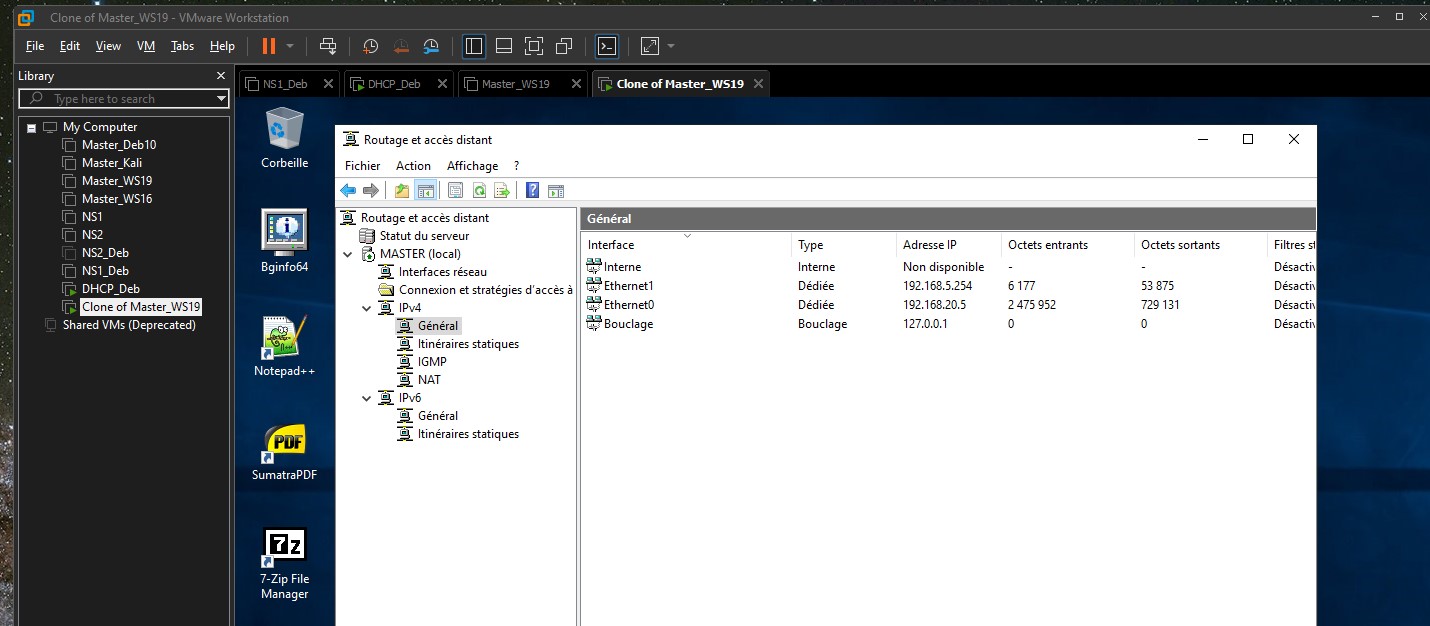 Clone of Master_WS19 - VMware Workstation
File Edit View VM Tabs Help
Library
Type here to search
My Computer
Master_Deb10
Master_Kali
Master_WS19
Master_WS16
NS1
NS2
NS2_Deb
NS1_Deb
DHCP_Deb
Clone of Master_WS19
Shared VMs (Deprecated)
NS1_Deb DHCP_Deb Master_WS19 Clone of Master_WS19
Corbeille
Bginfo64
Notepad++
PDF
SumatraPDF
7z
7-Zip File
Manager
Routage et accès distant
Fichier Action Affichage ?
Routage et accès distant
Statut du serveur
MASTER (local)
Interfaces réseau
Connexion et stratégies d'accès à
IPv4
Général
Itinéraires statiques
IGMP
NAT
IPv6
Général
Itinéraires statiques
Général
Interface Type Adresse IP Octets entrants Octets sortants Filtres st
Interne Interne Non disponible - - Désactiv
Ethernet1 Dédiée 192.168.5.254 6 177 53 875 Désactiv
Ethernet0 Dédiée 192.168.20.5 2 475 952 729 131 Désactiv
Bouclage Bouclage 127.0.0.1 0 0 Désactiv